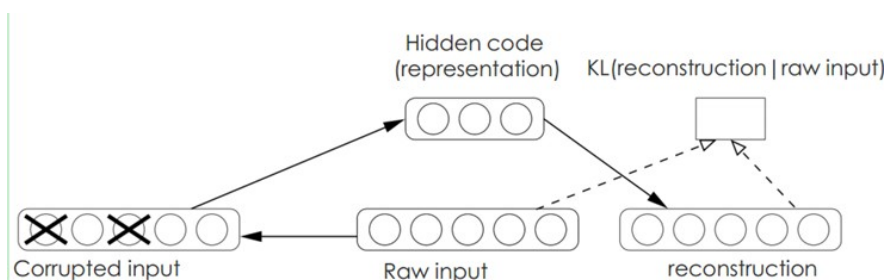 Hidden code
(representation)
KL(reconstruction|raw input)
Corrupted input
Raw input
reconstruction